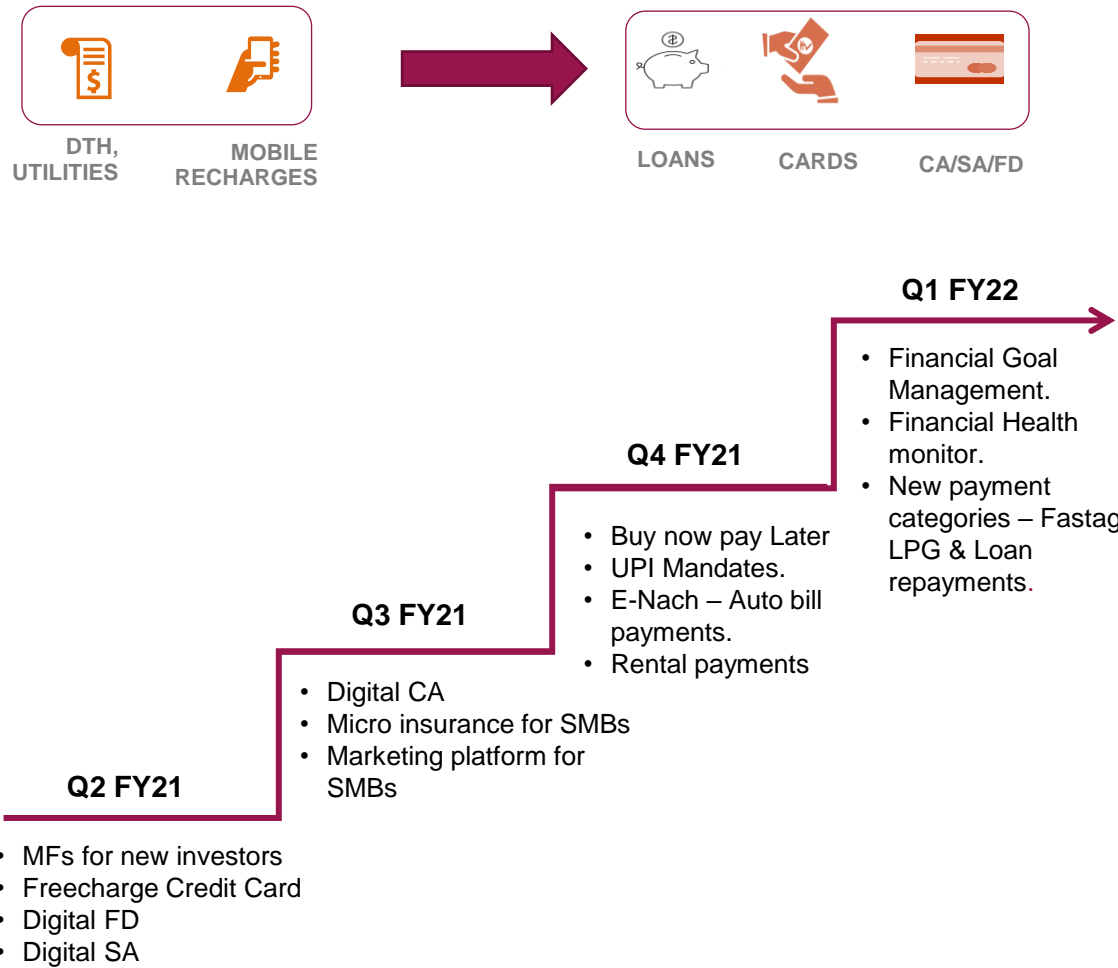 DTH,
UTILITIES
MOBILE
RECHARGES
LOANS
CARDS
CA/SA/FD
Q1 FY22
• Financial Goal
Management.
• Financial Health
monitor.
• New payment
categories – Fastag
LPG & Loan
repayments.
Q4 FY21
• Buy now pay Later
• UPI Mandates.
• E-Nach – Auto bill
payments.
• Rental payments
Q3 FY21
• Digital CA
• Micro insurance for SMBs
• Marketing platform for
SMBs
Q2 FY21
• MFs for new investors
• Freecharge Credit Card
• Digital FD
• Digital SA